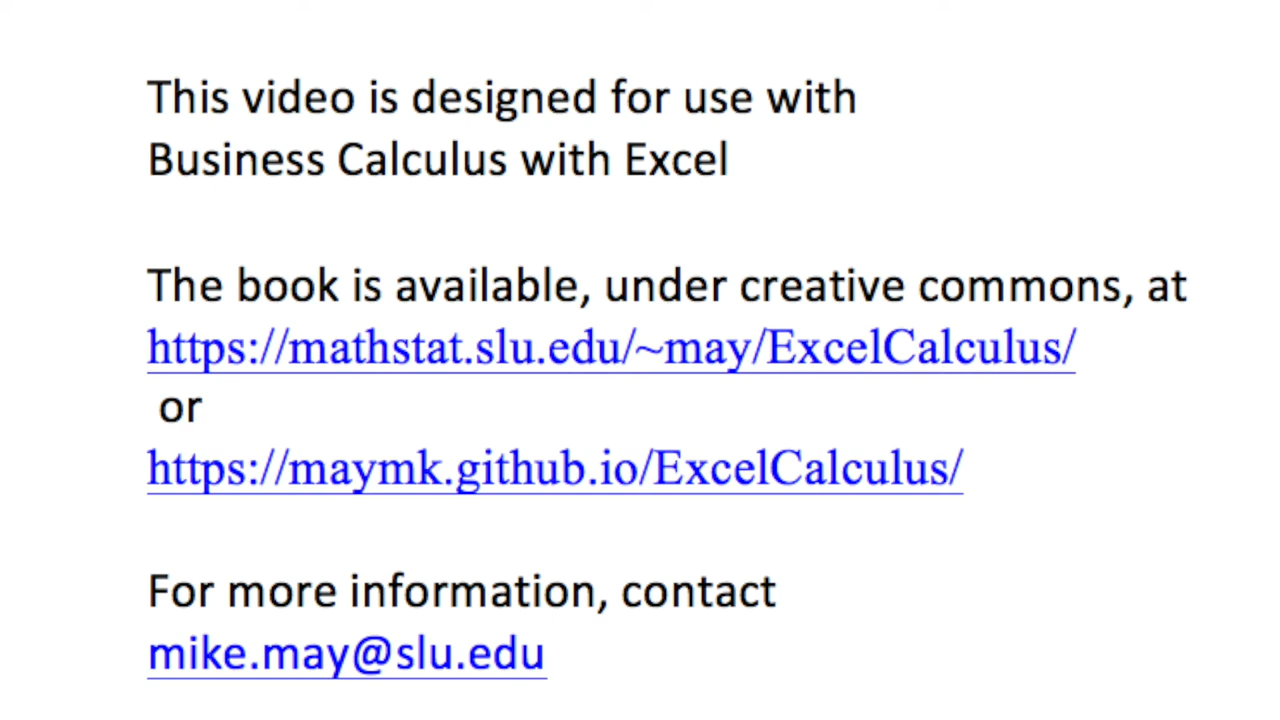 This video is designed for use with
Business Calculus with Excel
The book is available, under creative commons, at
https://mathstat.slu.edu/~may/ExcelCalculus/
or
https://maymk.github.io/ExcelCalculus/
For more information, contact
mike.may@slu.edu